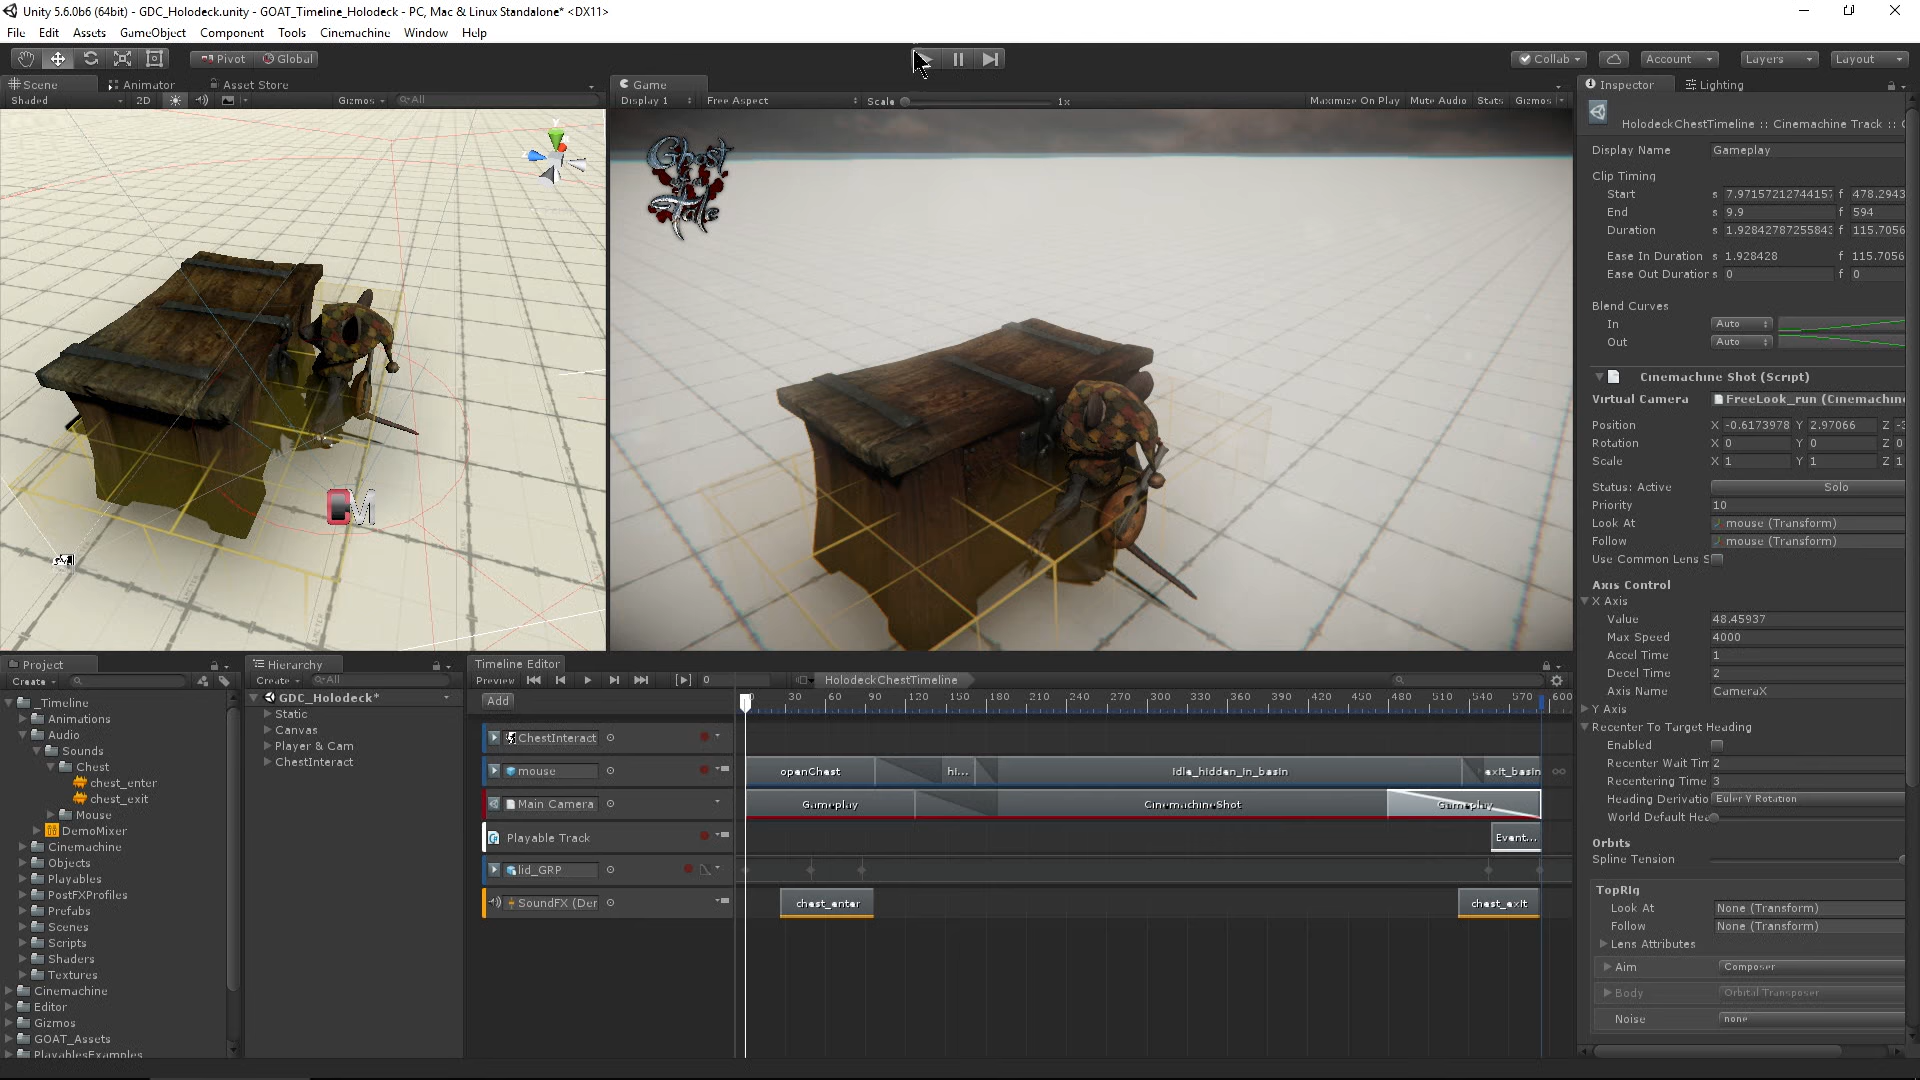 Unity 5.6.0b6 (64bit) - GDC_Holodeck.unity - GOAT_Timeline_Holodeck - PC, Mac & Linux Standalone* <DX11>
File Edit Assets GameObject Component Tools Cinemachine Window Help
Pivot Global
Collab Account Layers Layout
Scene Animator Asset Store
Shaded 2D Gizmos All
Game
Display 1 Free Aspect Scale 1x Maximize On Play Mute Audio Stats Gizmos
Ghost of a Tale
Inspector Lighting
HolodeckChestTimeline :: Cinemachine Track ::
Display Name Gameplay
Clip Timing
Start s 7.97157212744157 f 478.2943
End s 9.9 f 594
Duration s 1.92842787255843 f 115.7056
Ease In Duration s 1.928428 f 115.7056
Ease Out Duration s 0 f 0
Blend Curves
In Auto
Out Auto
Cinemachine Shot (Script)
Virtual Camera FreeLook_run (Cinemachin
Position X -0.6173978 Y 2.97066 Z -3
Rotation X 0 Y 0 Z 0
Scale X 1 Y 1 Z 1
Status: Active Solo
Priority 10
Look At mouse (Transform)
Follow mouse (Transform)
Use Common Lens S
Axis Control
X Axis
Value 48.45937
Max Speed 4000
Accel Time 1
Decel Time 2
Axis Name CameraX
Y Axis
Recenter To Target Heading
Enabled
Recenter Wait Tim 2
Recentering Time 3
Heading Derivatio Euler Y Rotation
World Default Hea
Orbits
Spline Tension
TopRig
Look At None (Transform)
Follow None (Transform)
Lens Attributes
Aim Composer
Body Orbital Transposer
Noise none
Project
Create
_Timeline
Animations
Audio
Sounds
Chest
chest_enter
chest_exit
Mouse
DemoMixer
Cinemachine
Objects
Playables
PostFXProfiles
Prefabs
Scenes
Scripts
Shaders
Textures
Cinemachine
Editor
Gizmos
GOAT_Assets
PlayablesExamples
Hierarchy
Create All
GDC_Holodeck*
Static
Canvas
Player & Cam
ChestInteract
Timeline Editor
Preview 0 HolodeckChestTimeline
Add
30 60 90 120 150 180 210 240 270 300 330 360 390 420 450 480 510 540 570 600
ChestInteract
mouse openChest hi... Idle_hidden_in_basin exit_basin
Main Camera Gameplay CinemachineShot Gameplay
Playable Track Event...
lid_GRP
SoundFX (Der chest_enter chest_exit